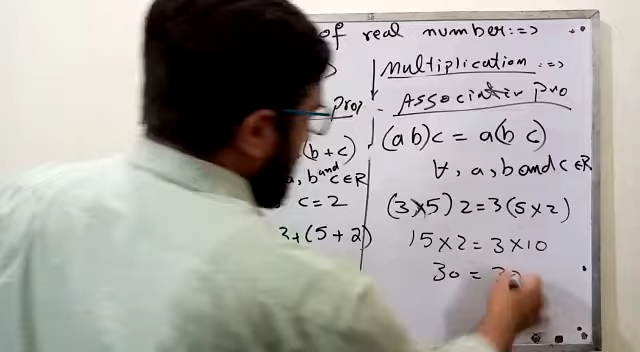 of real number:=>
Multiplication :=>
Prop - Associative Pro
(b + c) (ab)c = a(b c)
a, b and c ∈ R ∀, a, b and c ∈ R
c = 2 (3×5) 2 = 3 (5×2)
3+(5+2) 15×2 = 3×10
30 = 30